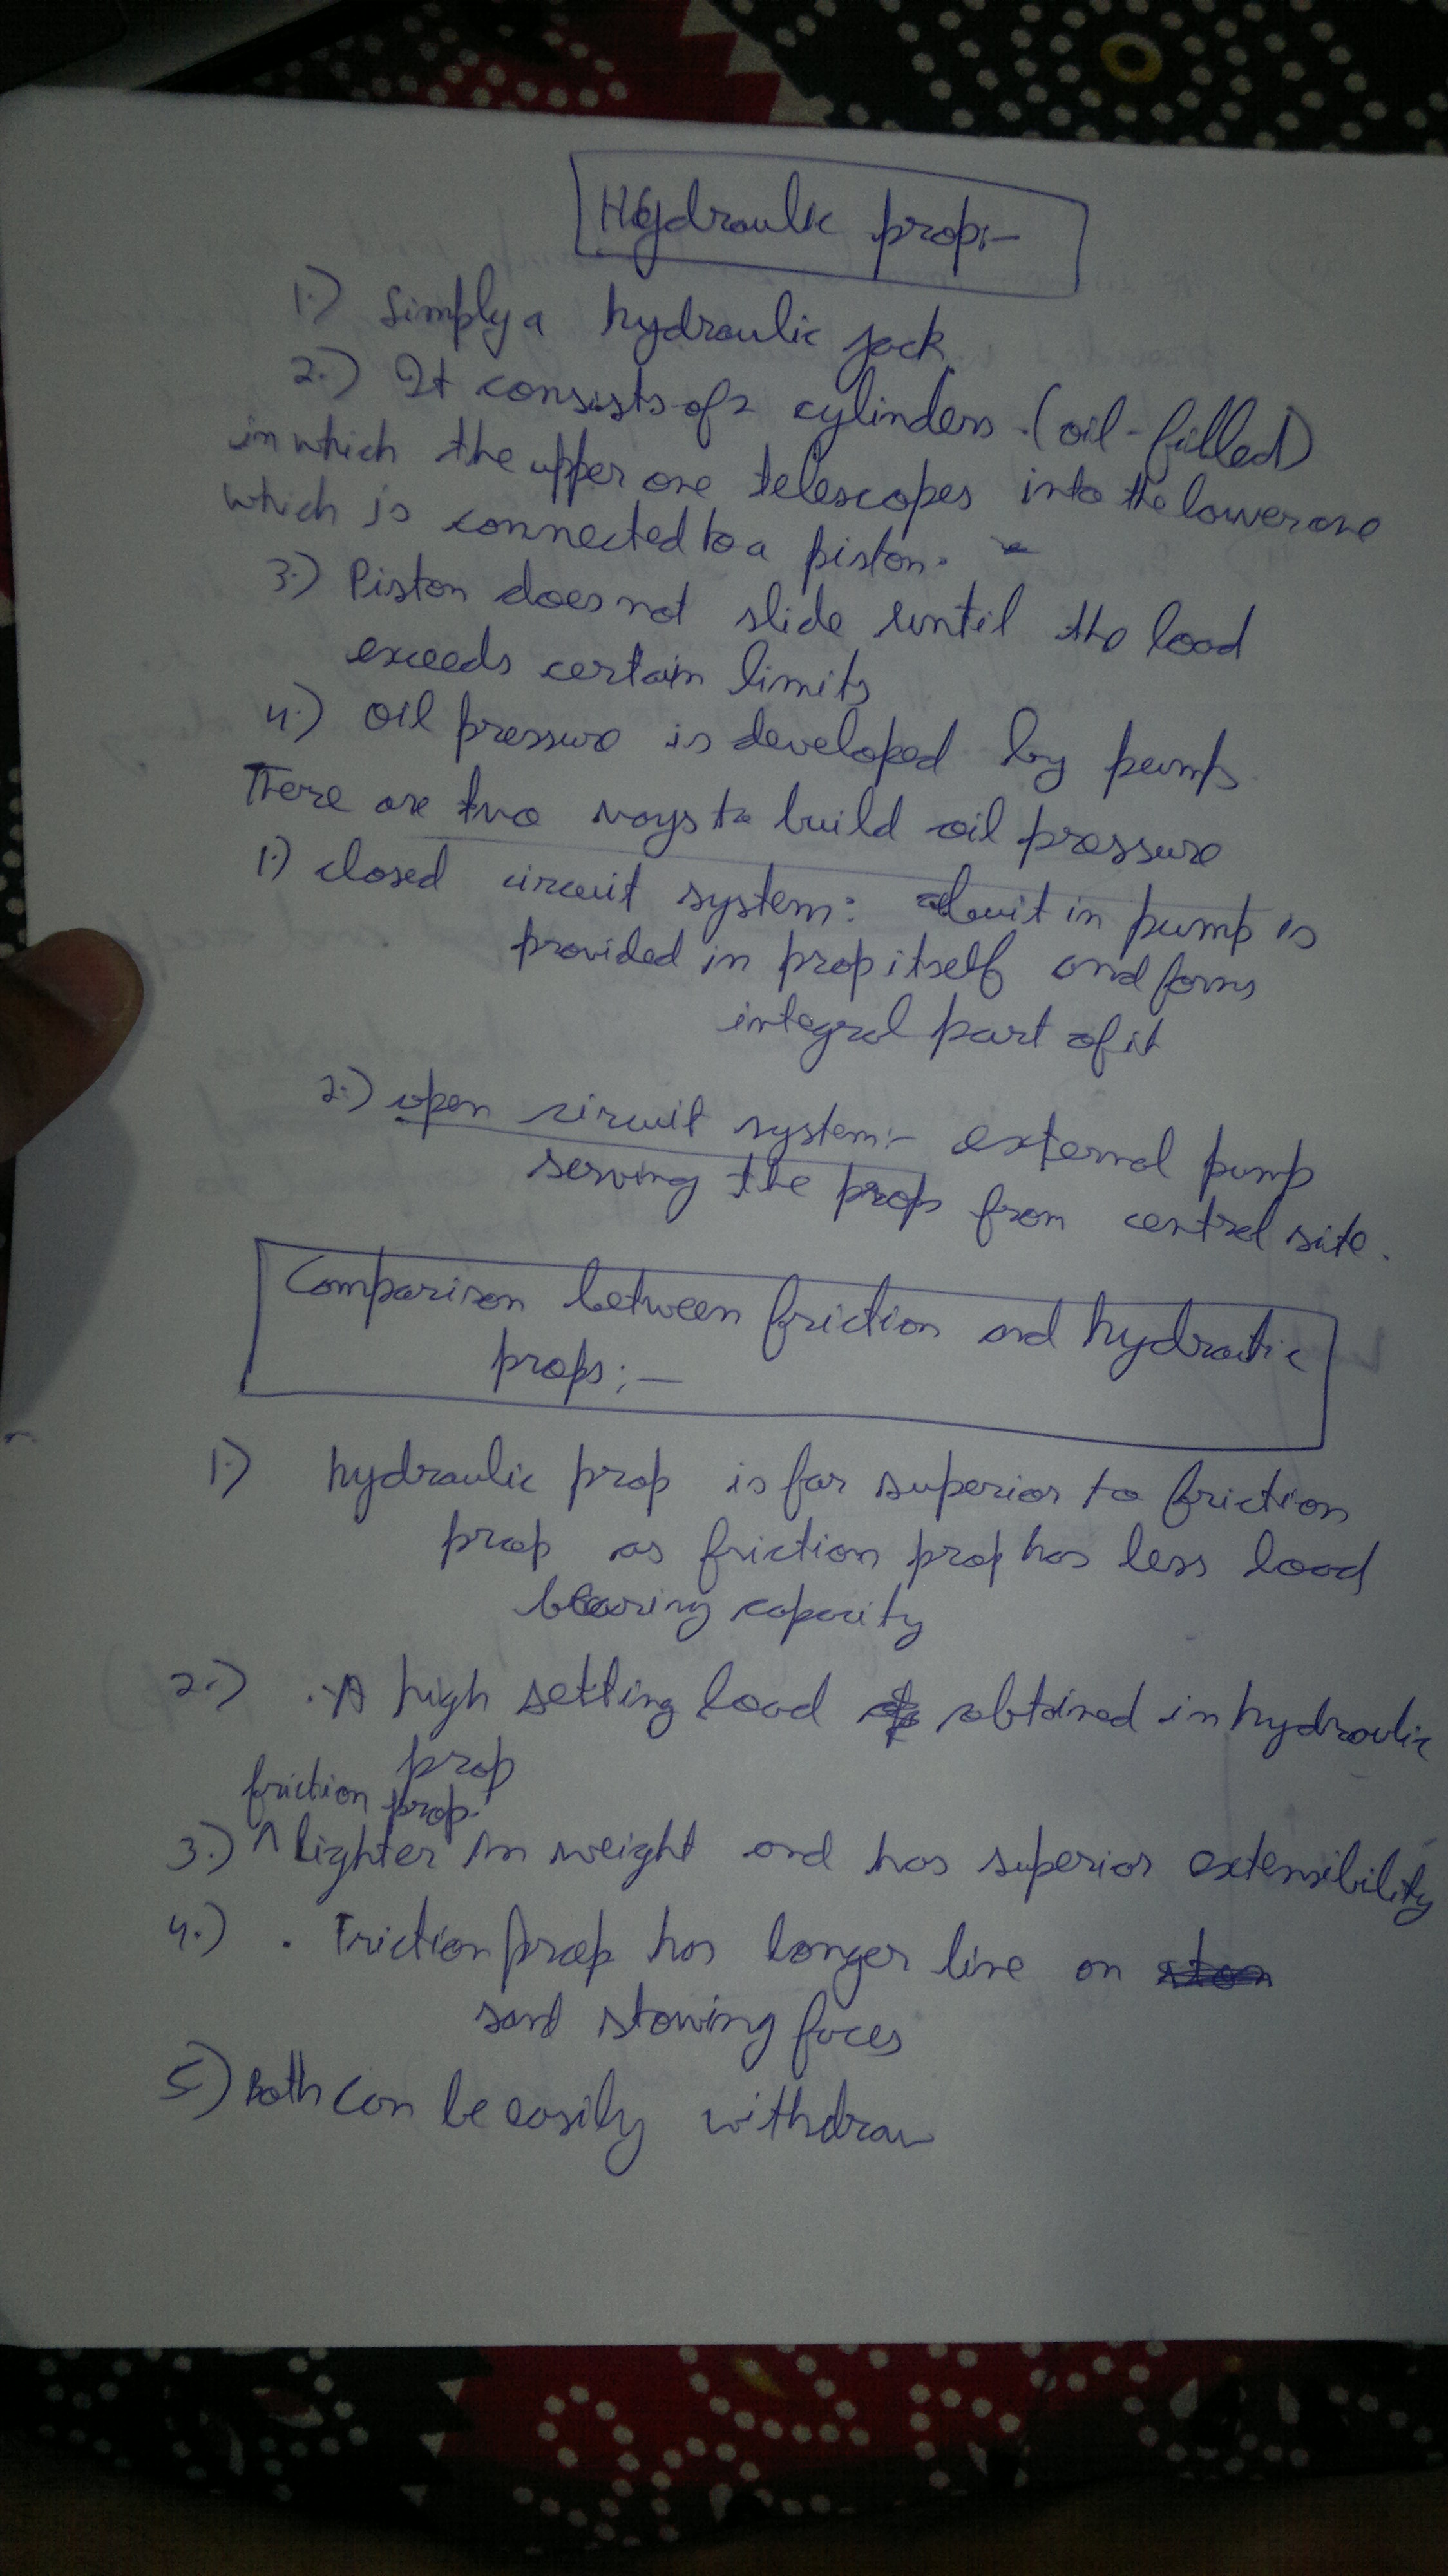 Hydraulic prop:-
1.) Simply a hydraulic jack
2.) It consists of 2 cylinders. (oil-filled)
in which the upper one telescopes into the lower one
which is connected to a piston.
3.) Piston does not slide until the load
exceeds certain limits
4.) oil pressure is developed by pump
There are two ways to build oil pressure
1.) closed circuit system: buit in pump is
provided in prop itself and forms
integral part of it
2.) open circuit system:- external pump
serving the props from central site.
Comparison between friction and hydraulic
props:-
1.) hydraulic prop is far superior to friction
prop as friction prop has less load
bearing capacity
2.) A high setting load obtained in hydraulic
prop
friction prop.
3.) ^ lighter in weight and has superior extensibility
4.) . Friction prop has longer line on
sand stowing faces
5.) Both can be easily withdraw